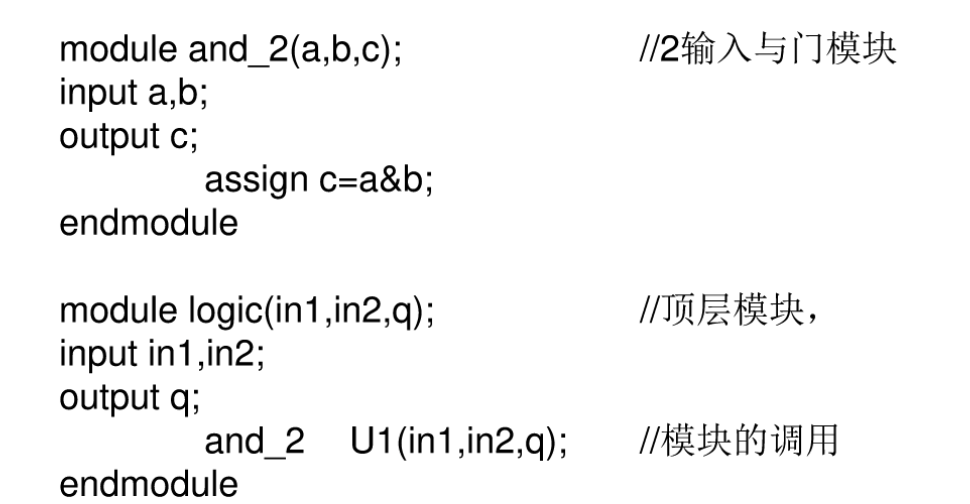 module and_2(a,b,c); //2输入与门模块
input a,b;
output c;
assign c=a&b;
endmodule
module logic(in1,in2,q); //顶层模块，
input in1,in2;
output q;
and_2 U1(in1,in2,q); //模块的调用
endmodule